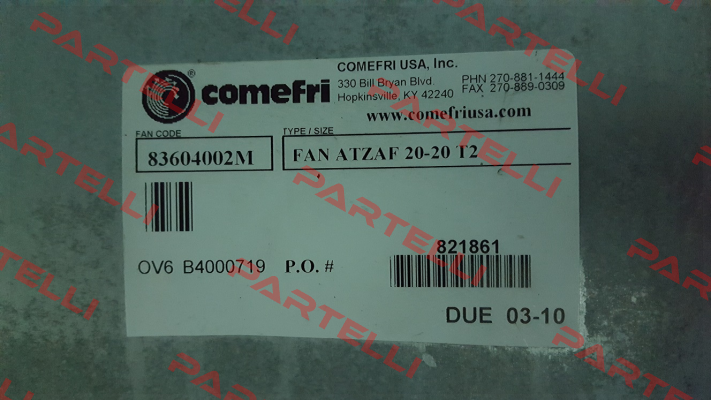 comefri®
COMEFRI USA, Inc.
330 Bill Bryan Blvd.
Hopkinsville, KY 42240
PHN 270-881-1444
FAX 270-889-0309
www.comefriusa.com
FAN CODE
83604002M
TYPE / SIZE
FAN ATZAF 20-20 T2
OV6 B4000719
P.O. #
821861
DUE 03-10
PARTELLI
PARTELLI
PARTELLI
PARTELLI
PARTELLI
PARTELLI